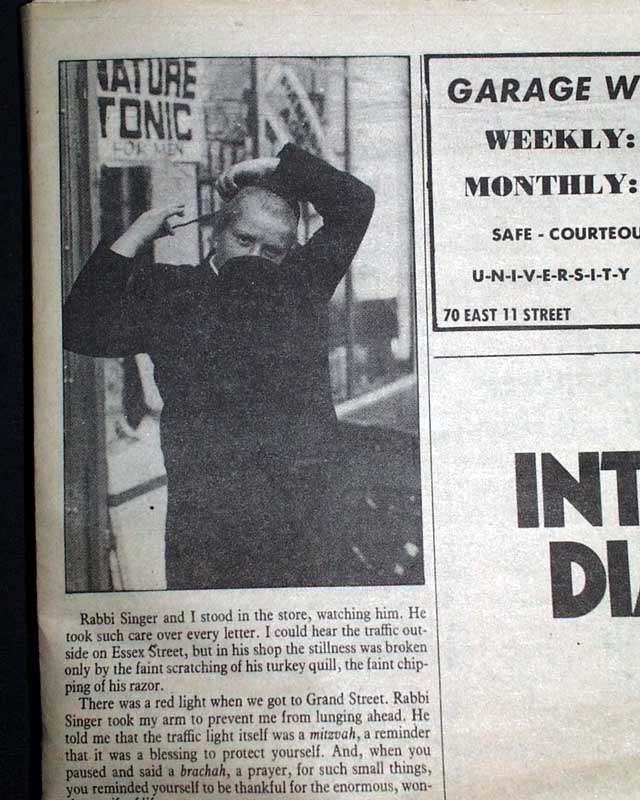 NATURE
TONIC
FOR MEN
Rabbi Singer and I stood in the store, watching him. He
took such care over every letter. I could hear the traffic out-
side on Essex Street, but in his shop the stillness was broken
only by the faint scratching of his turkey quill, the faint chip-
ping of his razor.
There was a red light when we got to Grand Street. Rabbi
Singer took my arm to prevent me from lunging ahead. He
told me that the traffic light itself was a mitzvah, a reminder
that it was a blessing to protect yourself. And, when you
paused and said a brachah, a prayer, for such small things,
you reminded yourself to be thankful for the enormous, won-
GARAGE W
WEEKLY:
MONTHLY:
SAFE - COURTEOU
U-N-I-V-E-R-S-I-T-Y
70 EAST 11 STREET
INT
DIA